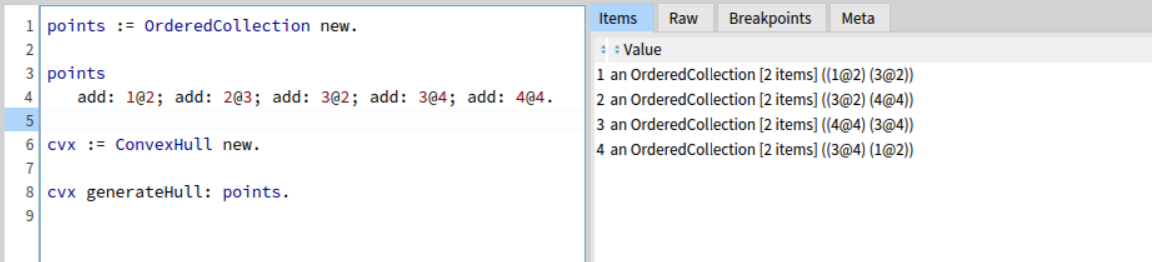 1 points := OrderedCollection new.
2
3 points
4 add: 1@2; add: 2@3; add: 3@2; add: 3@4; add: 4@4.
5
6 cvx := ConvexHull new.
7
8 cvx generateHull: points.
9
Items Raw Breakpoints Meta
Value
1 an OrderedCollection [2 items] ((1@2) (3@2))
2 an OrderedCollection [2 items] ((3@2) (4@4))
3 an OrderedCollection [2 items] ((4@4) (3@4))
4 an OrderedCollection [2 items] ((3@4) (1@2))